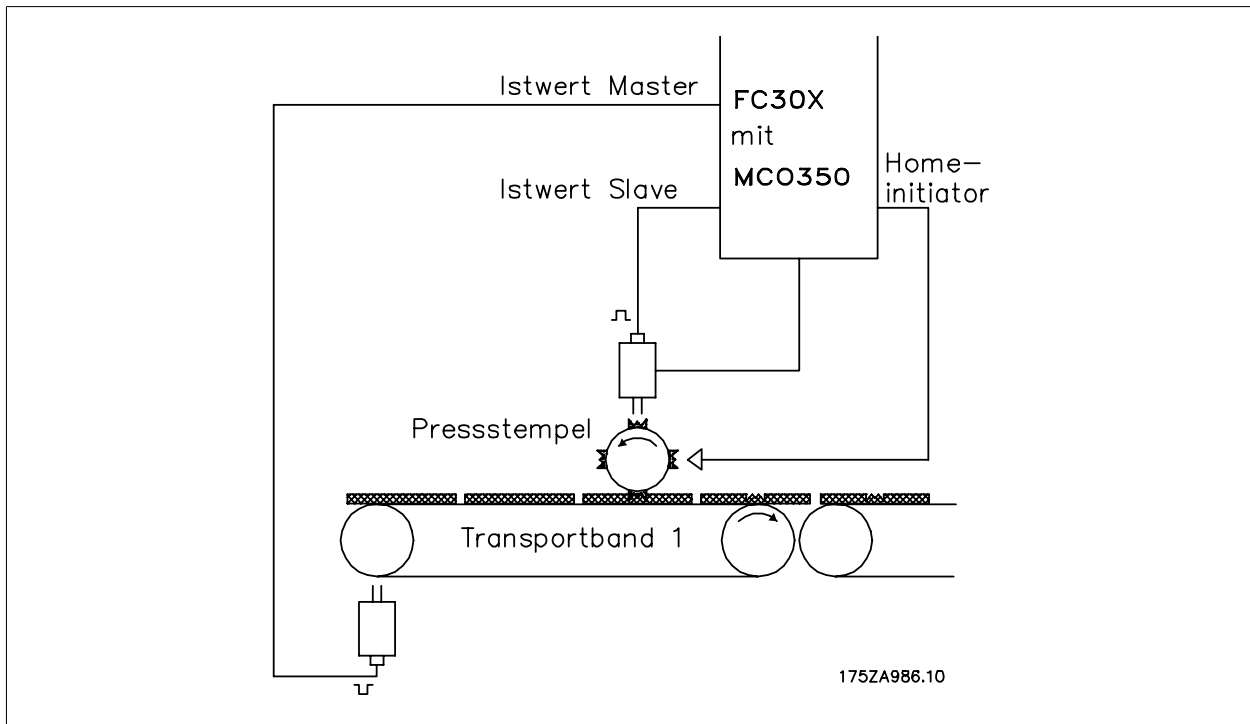 Istwert Master
FC30X
mit
MCO350
Istwert Slave
Home-
initiator
Pressstempel
Transportband 1
175ZA986.10